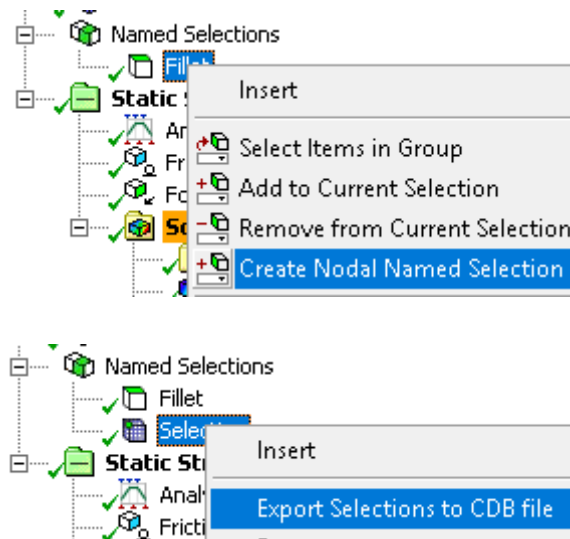 Named Selections
Fillet
Insert
Static
Select Items in Group
Add to Current Selection
Remove from Current Selection
Create Nodal Named Selection
Named Selections
Fillet
Insert
Static
Export Selections to CDB file